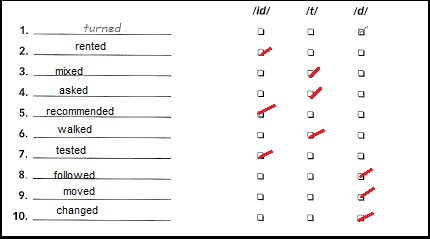 /id/ /t/ /d/
1. turned
2. rented
3. mixed
4. asked
5. recommended
6. walked
7. tested
8. followed
9. moved
10. changed